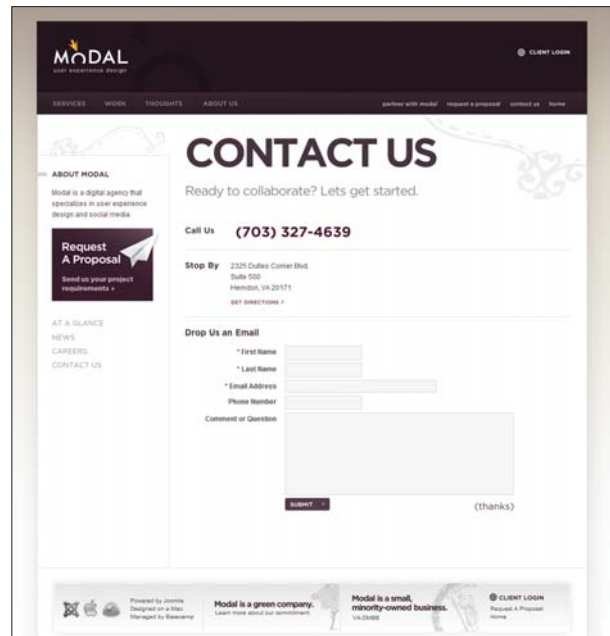 MODAL
user experience design
CLIENT LOGIN
SERVICES WORK THOUGHTS ABOUT US
partner with modal request a proposal contact us home
CONTACT US
Ready to collaborate? Lets get started.
ABOUT MODAL
Modal is a digital agency that
specializes in user experience
design and social media.
Request
A Proposal
Send us your project
requirements »
AT A GLANCE
NEWS
CAREERS
CONTACT US
Call Us (703) 327-4639
Stop By 2325 Dulles Corner Blvd.
Suite 500
Herndon, VA 20171
GET DIRECTIONS >
Drop Us an Email
* First Name
* Last Name
* Email Address
Phone Number
Comment or Question
SUBMIT
(thanks)
Powered by Joomla
Designed on a Mac
Managed by Basecamp
Modal is a green company.
Learn more about our commitment.
Modal is a small,
minority-owned business.
VA-DMBE
CLIENT LOGIN
Request A Proposal
Home